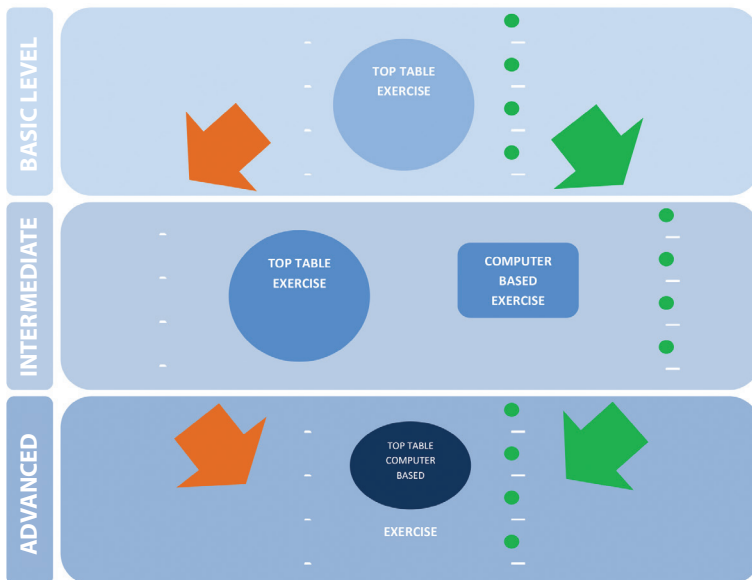 BASIC LEVEL
TOP TABLE
EXERCISE
INTERMEDIATE
TOP TABLE
EXERCISE
COMPUTER
BASED
EXERCISE
ADVANCED
TOP TABLE
COMPUTER
BASED
EXERCISE